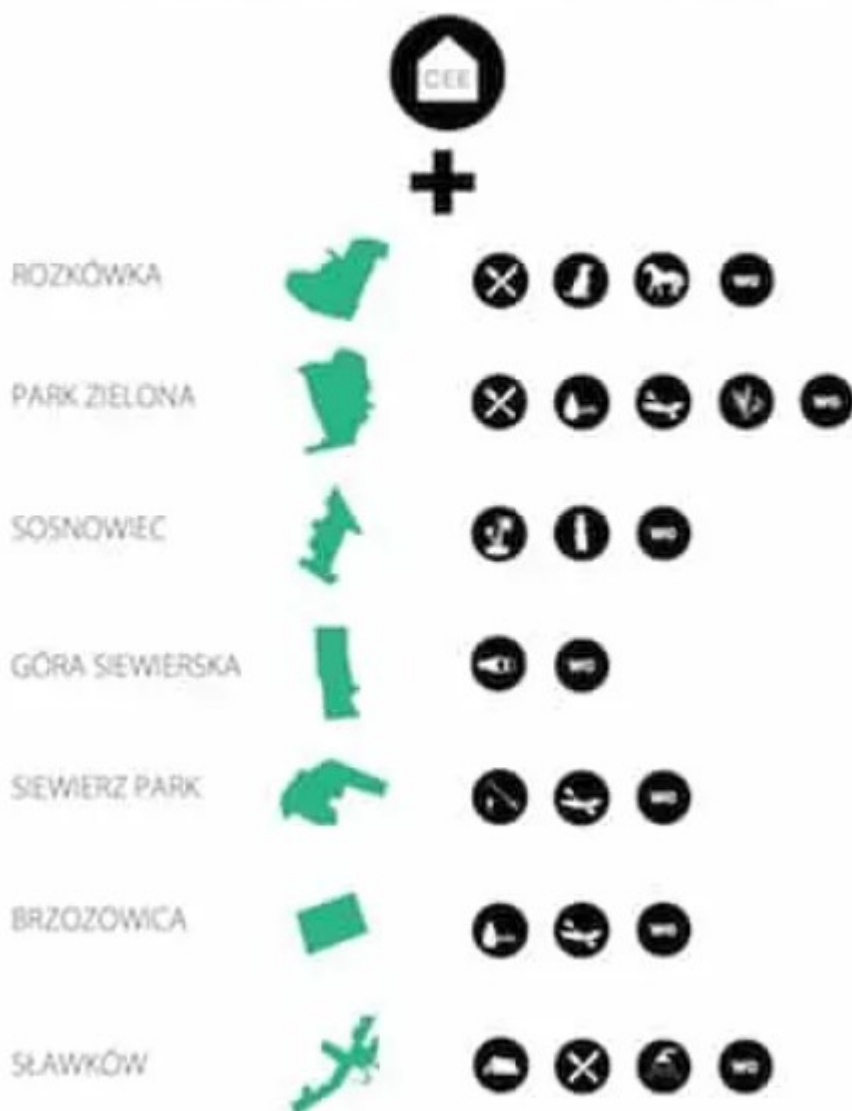 CEE
ROZKÓWKA
PARK ZIELONA
SOSNOWIEC
GÓRA SIEWIERSKA
SIEWIERZ PARK
BRZOZOWICA
SŁAWKÓW